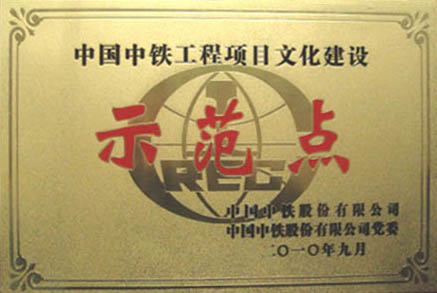 中国中铁工程项目文化建设
示范点
REC
中国中铁股份有限公司
中国中铁股份有限公司党委
二〇一〇年九月